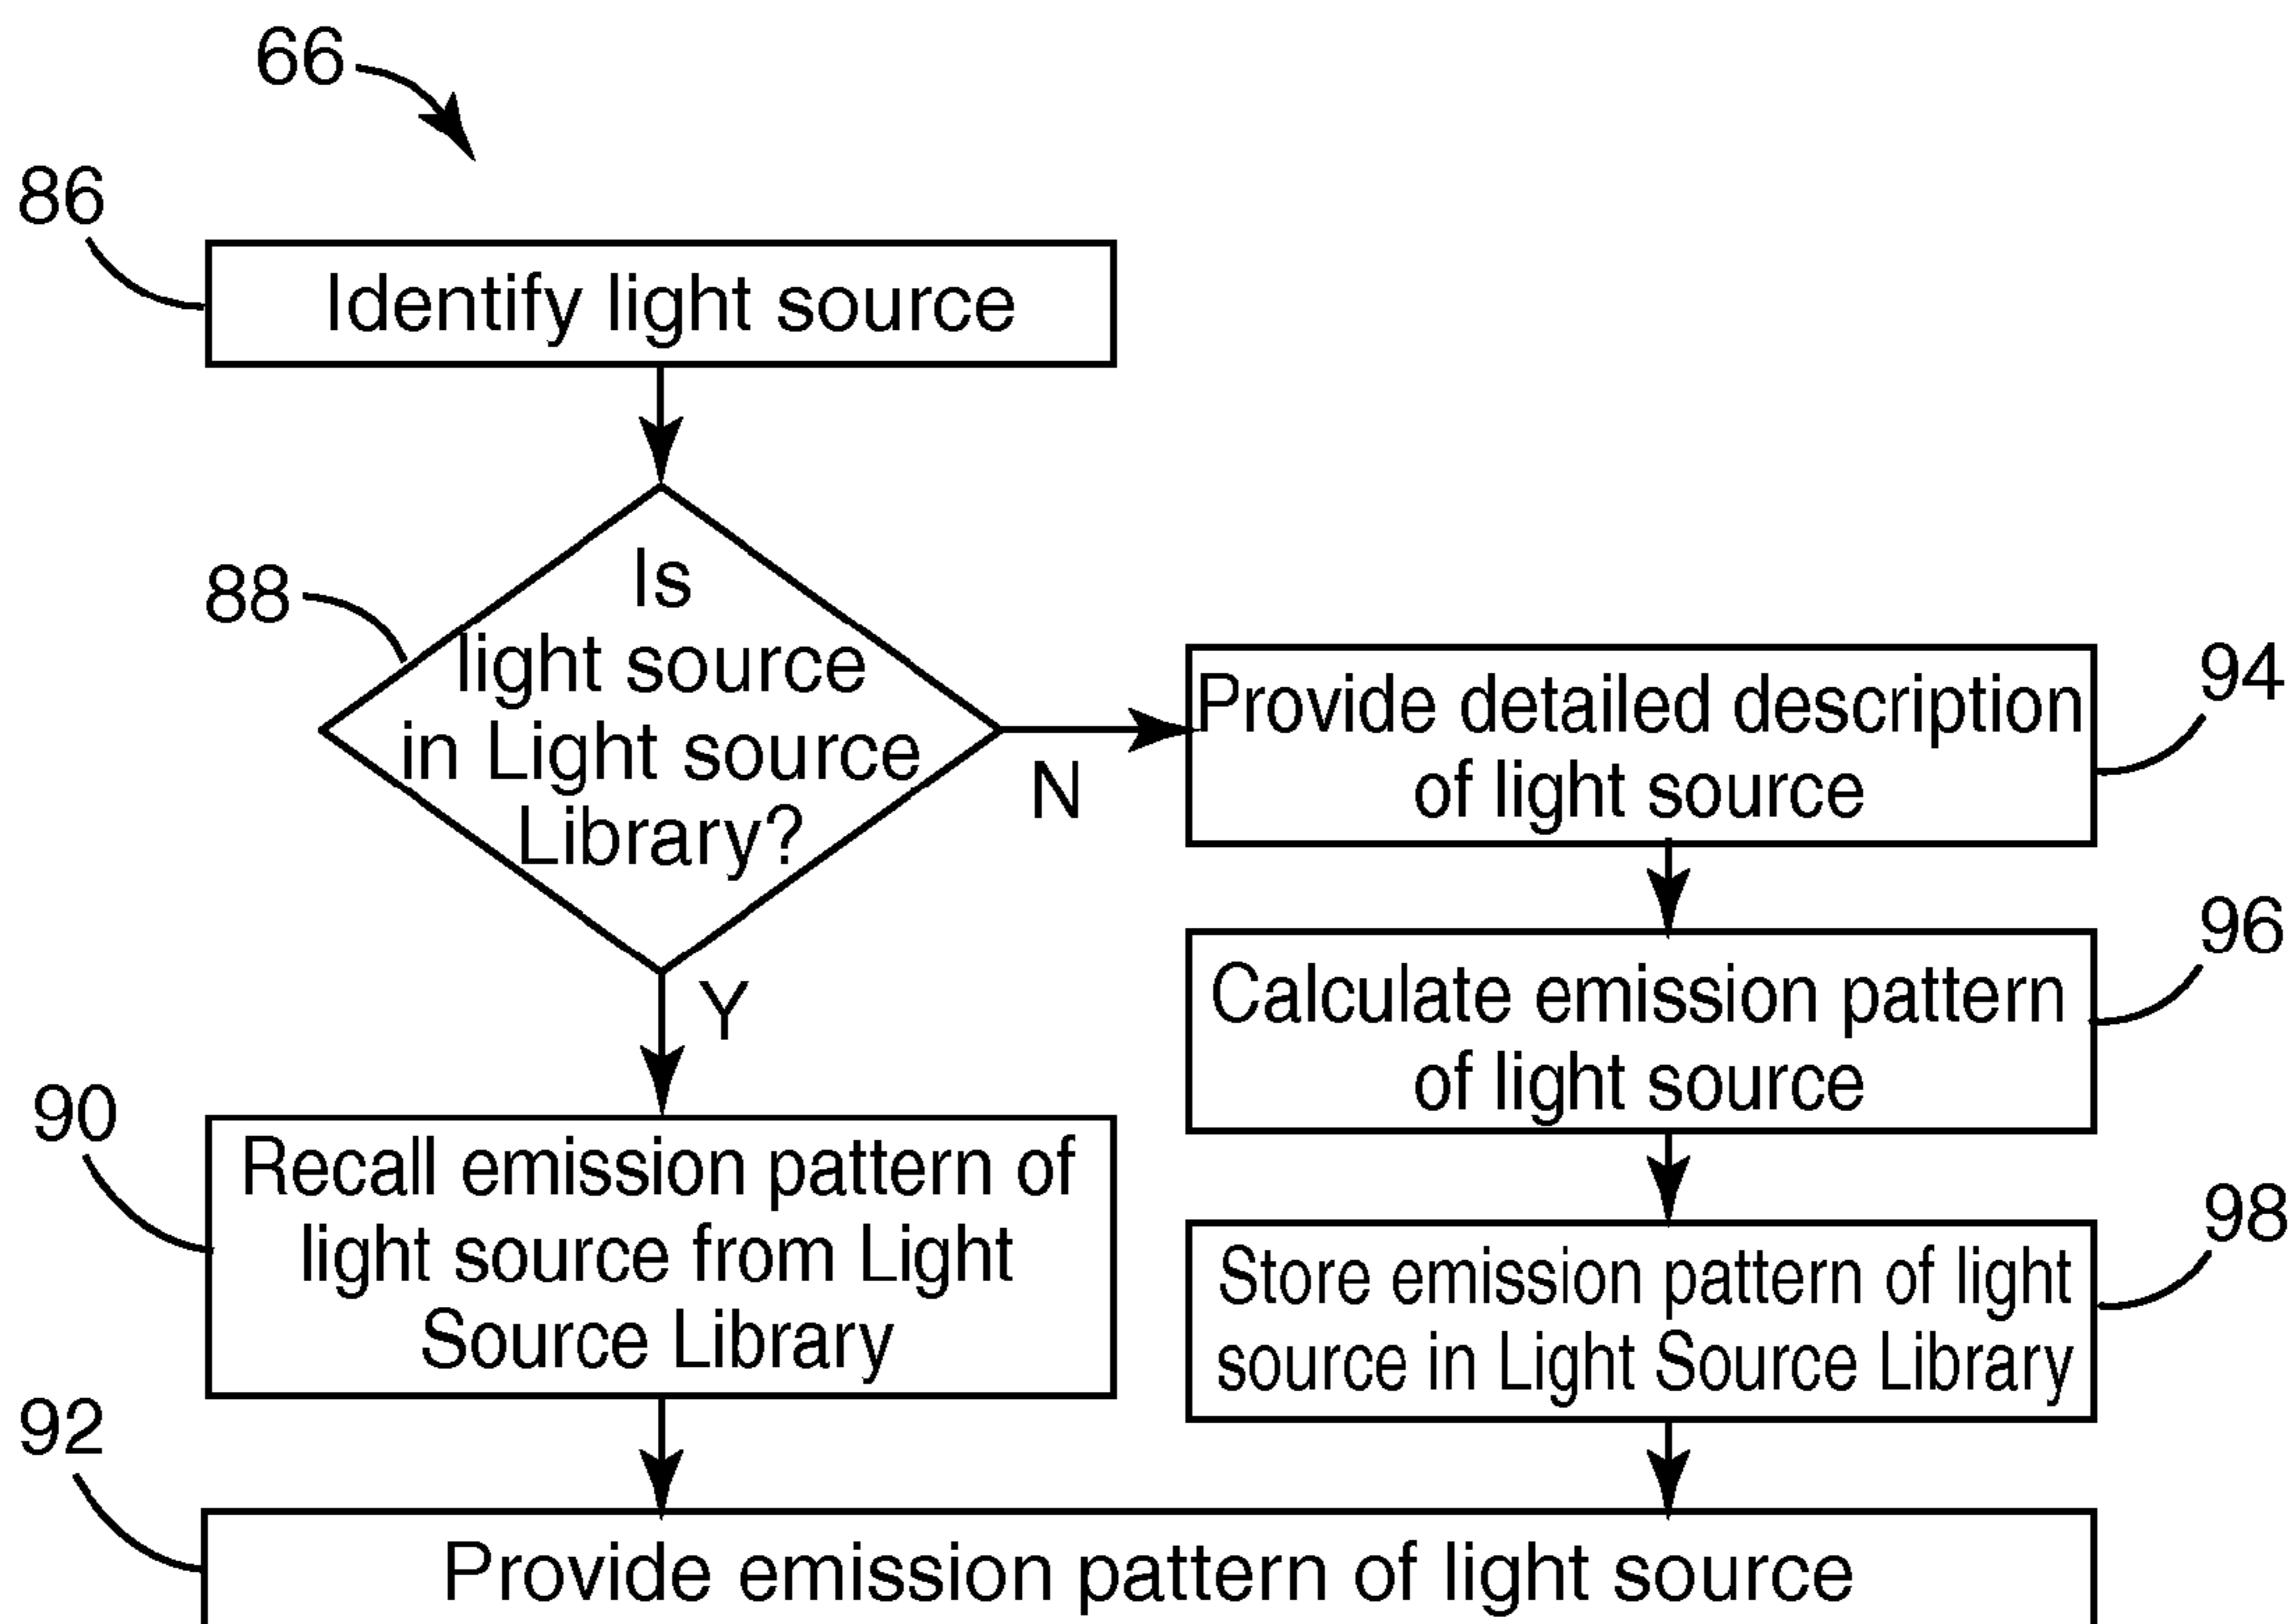 66
86
Identify light source
88
Is
light source
in Light source
Library?
N
Y
94
Provide detailed description
of light source
96
Calculate emission pattern
of light source
90
Recall emission pattern of
light source from Light
Source Library
98
Store emission pattern of light
source in Light Source Library
92
Provide emission pattern of light source